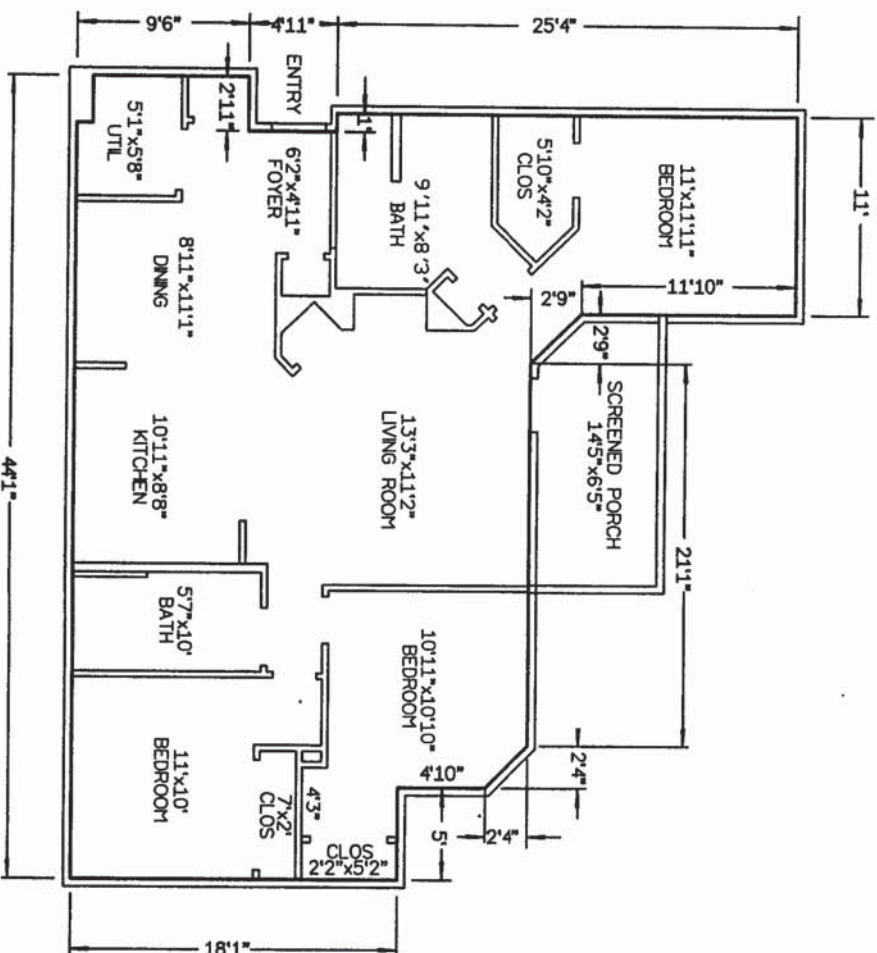 9'6"
4'11"
25'4"
ENTRY
2'11"
1'
11'
5'1"x5'8"
UTIL
6'2"x4'11"
FOYER
9'11"x8'3"
BATH
5'10"x4'2"
CLOS
11'x11'11"
BEDROOM
11'10"
2'9"
2'9"
8'11"x11'1"
DINING
SCREENED PORCH
14'5"x6'5"
13'3"x11'2"
LIVING ROOM
10'11"x8'8"
KITCHEN
44'1"
21'1"
5'7"x10'
BATH
10'11"x10'10"
BEDROOM
2'4"
4'10"
2'4"
5'
11'x10'
BEDROOM
7'x2'
CLOS
4'3"
CLOS
2'2"x5'2"
18'1"